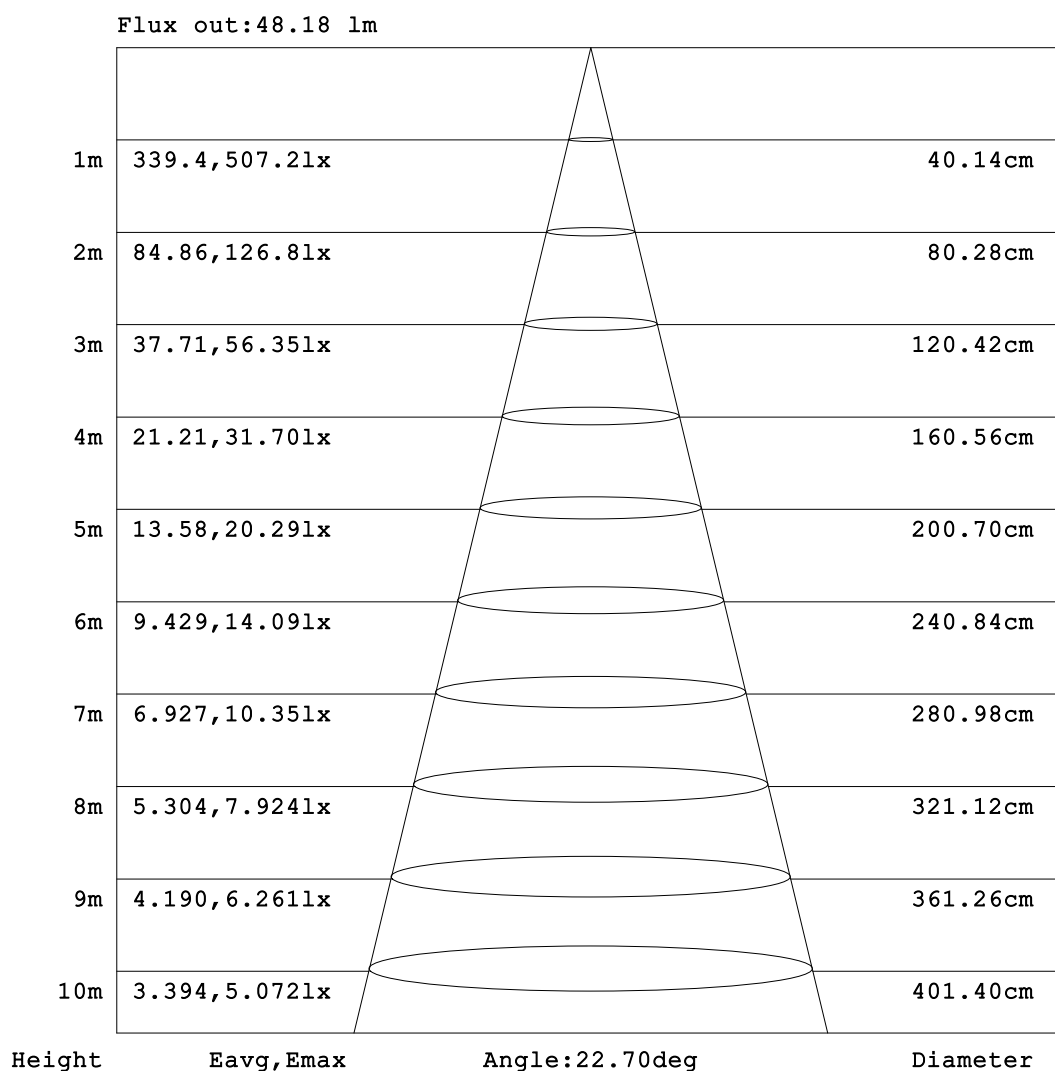 Flux out:48.18 lm
1m 339.4,507.2lx 40.14cm
2m 84.86,126.8lx 80.28cm
3m 37.71,56.35lx 120.42cm
4m 21.21,31.70lx 160.56cm
5m 13.58,20.29lx 200.70cm
6m 9.429,14.09lx 240.84cm
7m 6.927,10.35lx 280.98cm
8m 5.304,7.924lx 321.12cm
9m 4.190,6.261lx 361.26cm
10m 3.394,5.072lx 401.40cm
Height Eavg,Emax Angle:22.70deg Diameter